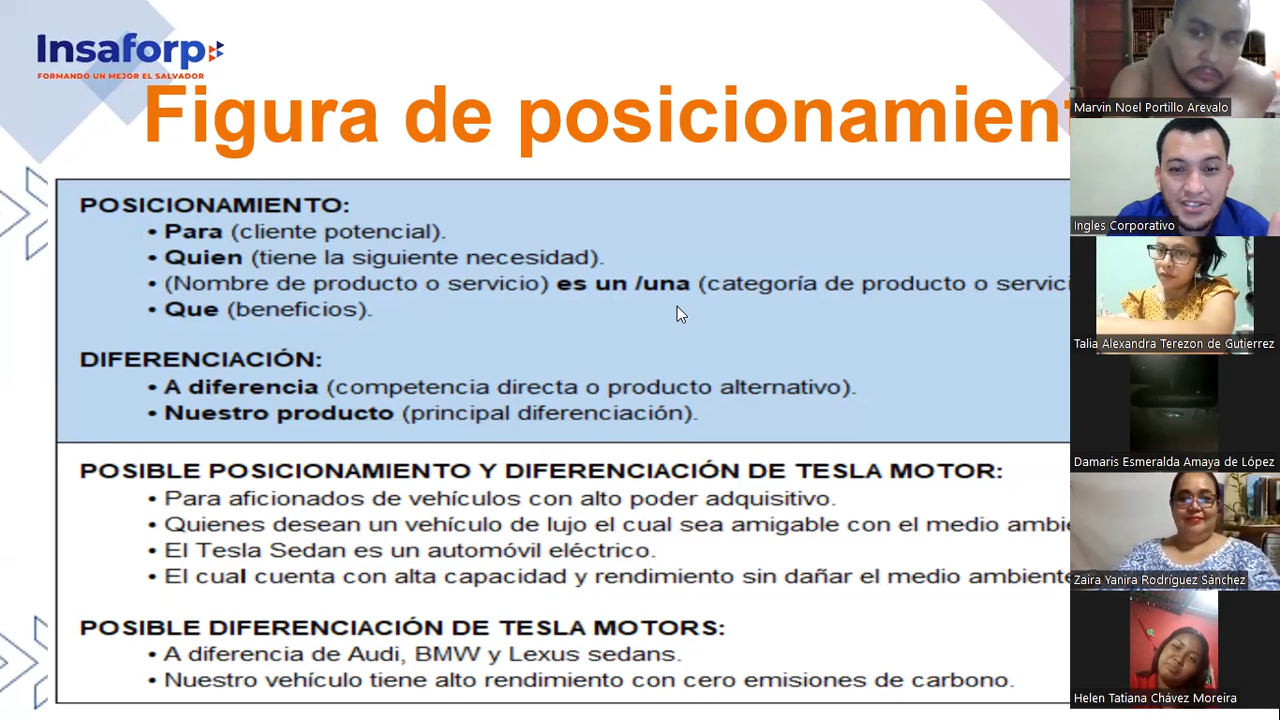 Insaforp
FORMANDO UN MEJOR EL SALVADOR
Figura de posicionamien
POSICIONAMIENTO:
• Para (cliente potencial).
• Quien (tiene la siguiente necesidad).
• (Nombre de producto o servicio) es un /una (categoría de producto o servici
• Que (beneficios).
DIFERENCIACIÓN:
• A diferencia (competencia directa o producto alternativo).
• Nuestro producto (principal diferenciación).
POSIBLE POSICIONAMIENTO Y DIFERENCIACIÓN DE TESLA MOTOR:
• Para aficionados de vehículos con alto poder adquisitivo.
• Quienes desean un vehículo de lujo el cual sea amigable con el medio ambie
• El Tesla Sedan es un automóvil eléctrico.
• El cual cuenta con alta capacidad y rendimiento sin dañar el medio ambiente
POSIBLE DIFERENCIACIÓN DE TESLA MOTORS:
• A diferencia de Audi, BMW y Lexus sedans.
• Nuestro vehículo tiene alto rendimiento con cero emisiones de carbono.
Marvin Noel Portillo Arevalo
Ingles Corporativo
Talia Alexandra Terezon de Gutierrez
Damaris Esmeralda Amaya de López
Zaira Yanira Rodríguez Sánchez
Helen Tatiana Chávez Moreira